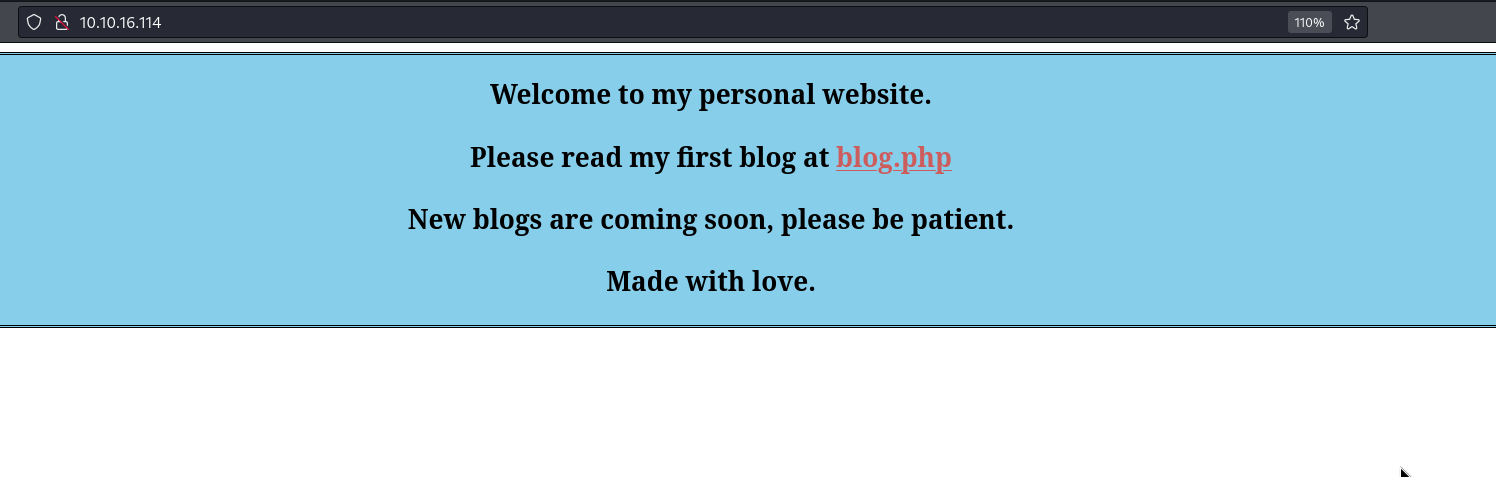 10.10.16.114
110%
Welcome to my personal website.
Please read my first blog at blog.php
New blogs are coming soon, please be patient.
Made with love.